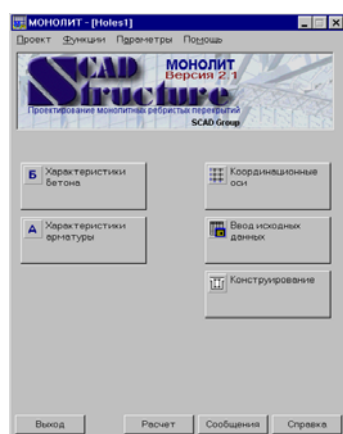 МОНОЛИТ - [Holes1]
Проект Функции Параметры Помощь
SCAD
Structure
МОНОЛИТ
Версия 2.1
Проектирование монолитных ребристых перекрытий
SCAD Group
Б Характеристики
бетона
Координационные
оси
А Характеристики
арматуры
Ввод исходных
данных
Конструирование
Выход Расчет Сообщения Справка